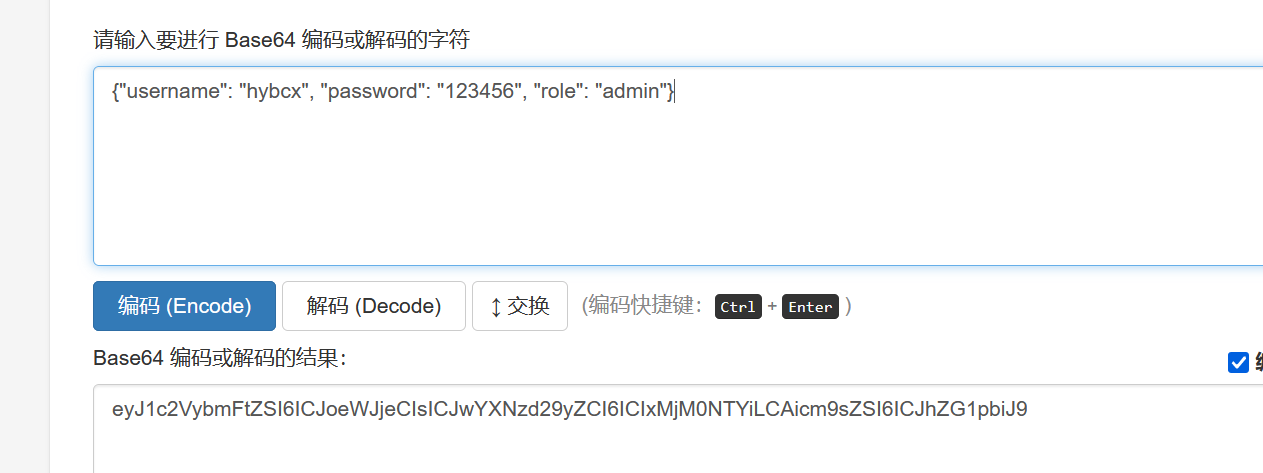 请输入要进行 Base64 编码或解码的字符
{"username": "hybcx", "password": "123456", "role": "admin"}
编码 (Encode) 解码 (Decode) ↕ 交换 (编码快捷键： Ctrl + Enter )
Base64 编码或解码的结果：
eyJ1c2VybmFtZSI6ICJoeWJjeCIsICJwYXNzd29yZCI6ICIxMjM0NTYiLCAicm9sZSI6ICJhZG1pbiJ9